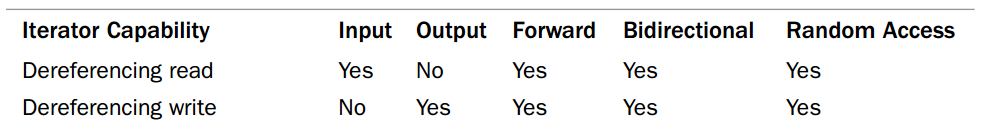 Iterator Capability Input Output Forward Bidirectional Random Access
Dereferencing read Yes No Yes Yes Yes
Dereferencing write No Yes Yes Yes Yes